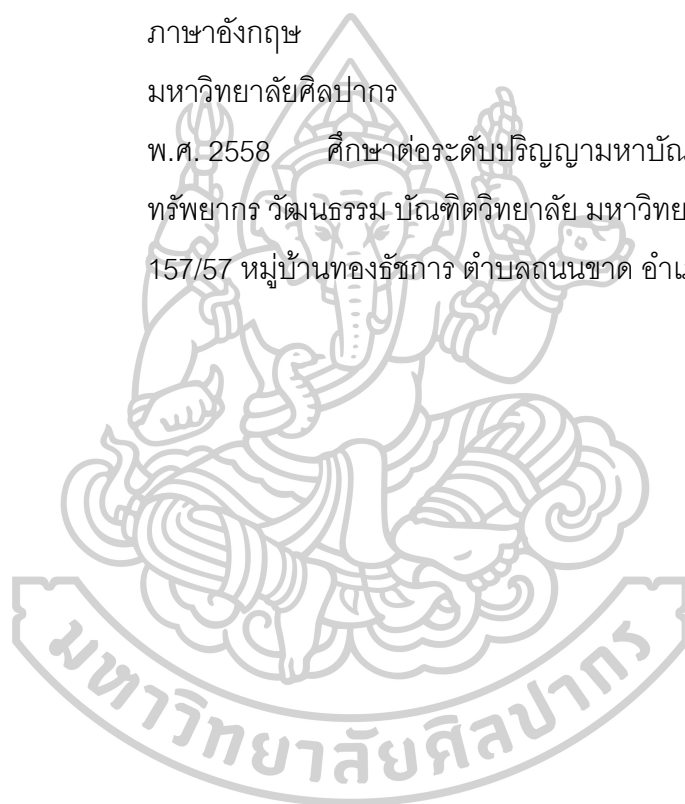 ภาษาอังกฤษ
มหาวิทยาลัยศิลปากร
พ.ศ. 2558 ศึกษาต่อระดับปริญญามหาบัณ
ทรัพยากร วัฒนธรรม บัณฑิตวิทยาลัย มหาวิทย
157/57 หมู่บ้านทองธัชการ ตำบลถนนขาด อำเ
มหาวิทยาลัยศิลปากร